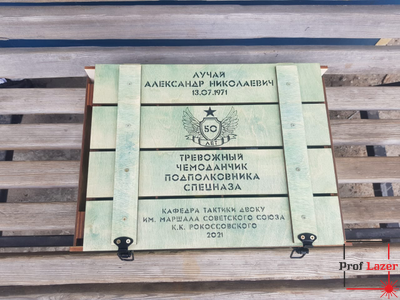 ЛУЧАЙ
АЛЕКСАНДР НИКОЛАЕВИЧ
13.07.1971
50
ЛЕТ
ТРЕВОЖНЫЙ
ЧЕМОДАНЧИК
ПОДПОЛКОВНИКА
СПЕЦНАЗА
КАФЕДРА ТАКТИКИ ДВОКУ
ИМ. МАРШАЛА СОВЕТСКОГО СОЮЗА
К.К. РОКОССОВСКОГО
2021
Prof Lazer